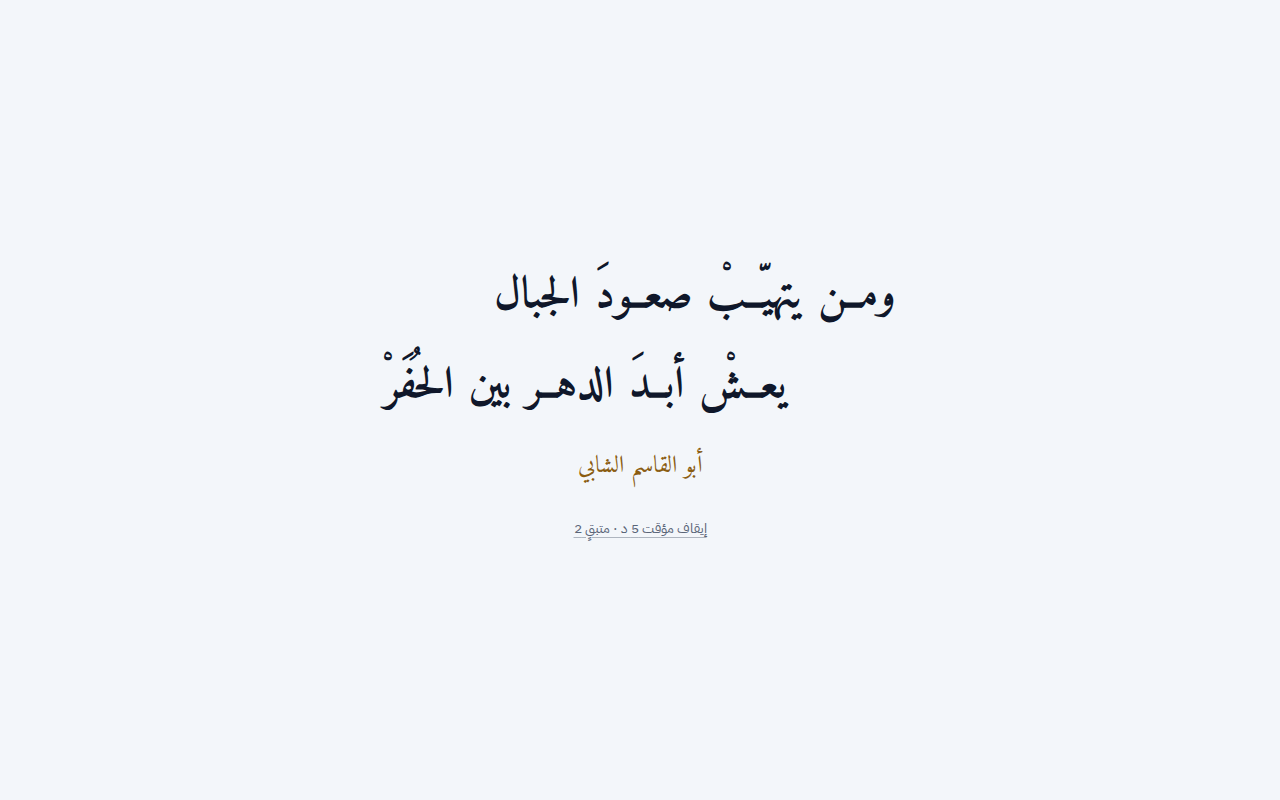 ومـن يتهيّـبْ صعـودَ الجبال
يعـشْ أبـدَ الدهـر بين الحُفَرْ
أبو القاسم الشابي
إيقاف مؤقت 5 د · متبقٍ 2